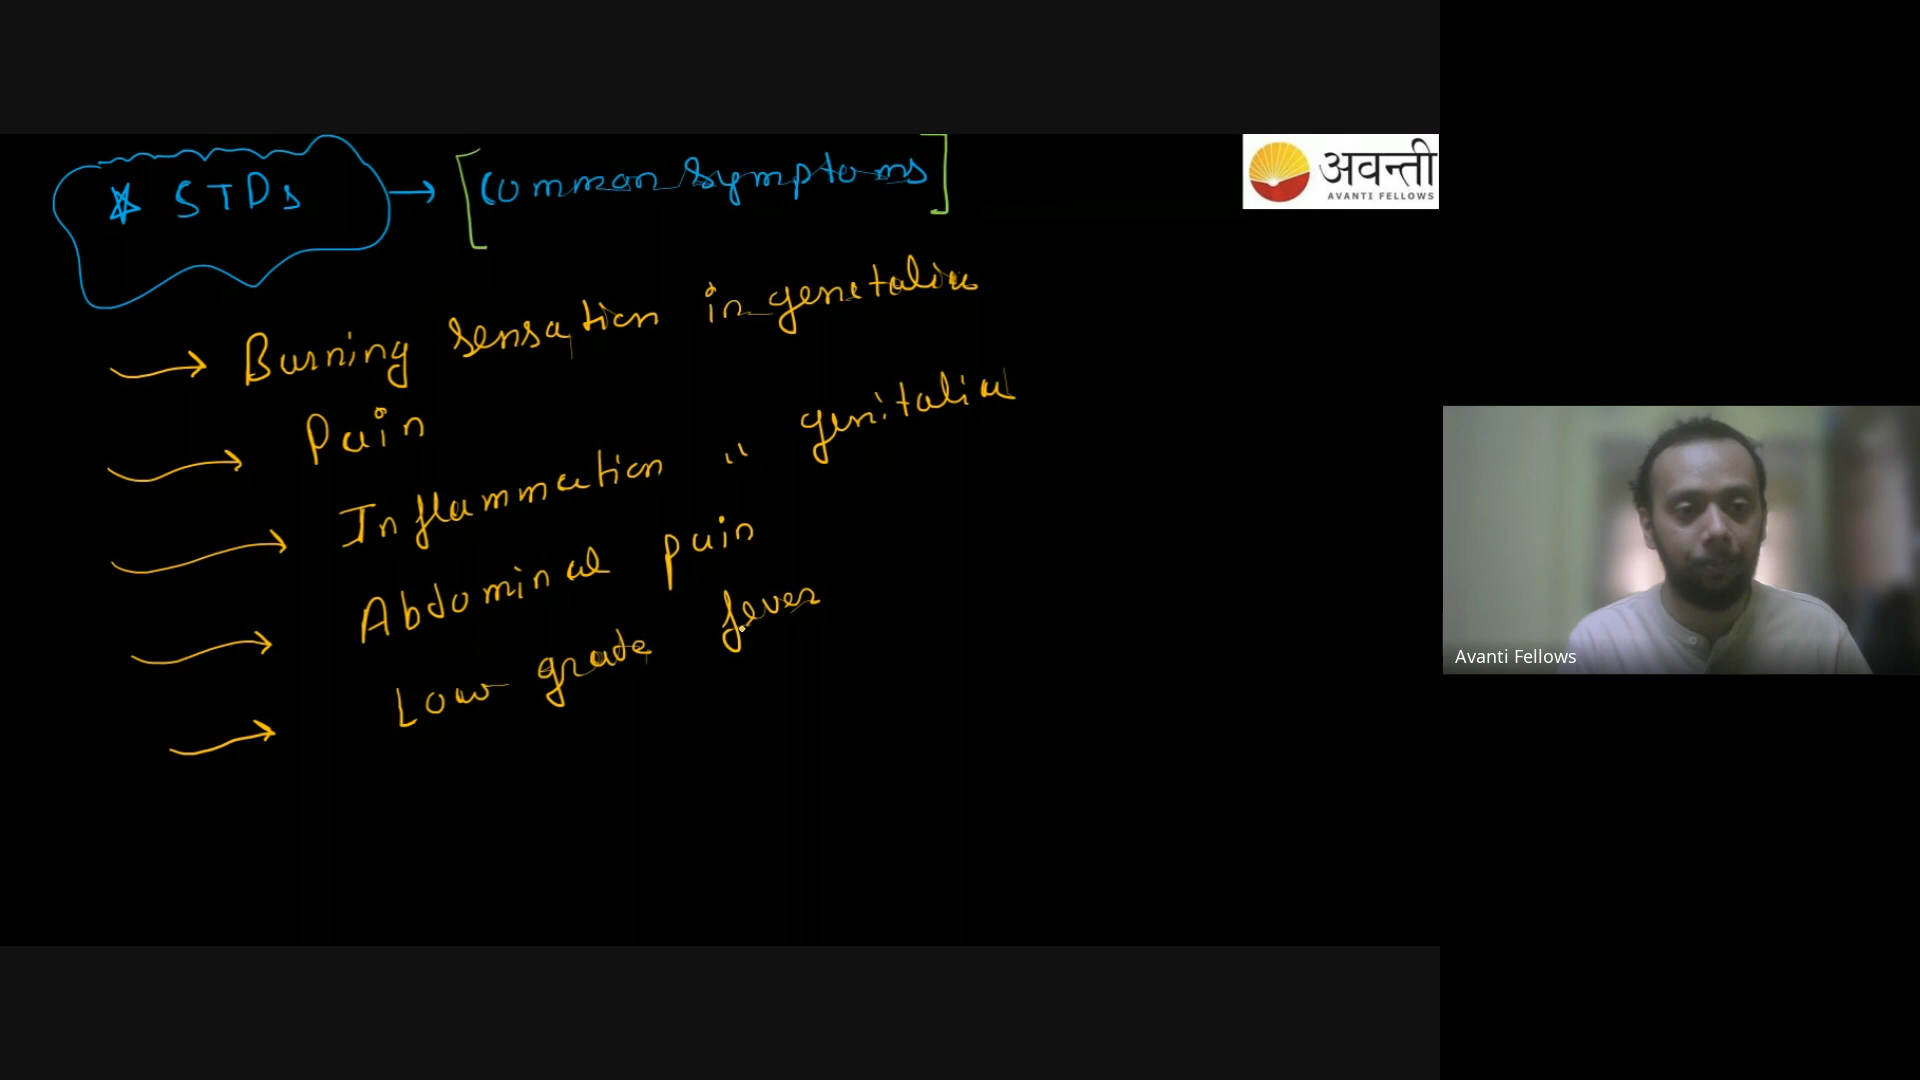 STDs → [Common Symptoms]
अवन्ती
AVANTI FELLOWS
→ Burning sensation in genetalia
→ Pain
→ Inflammation " genitalia
→ Abdominal pain
→ Low grade fever
Avanti Fellows